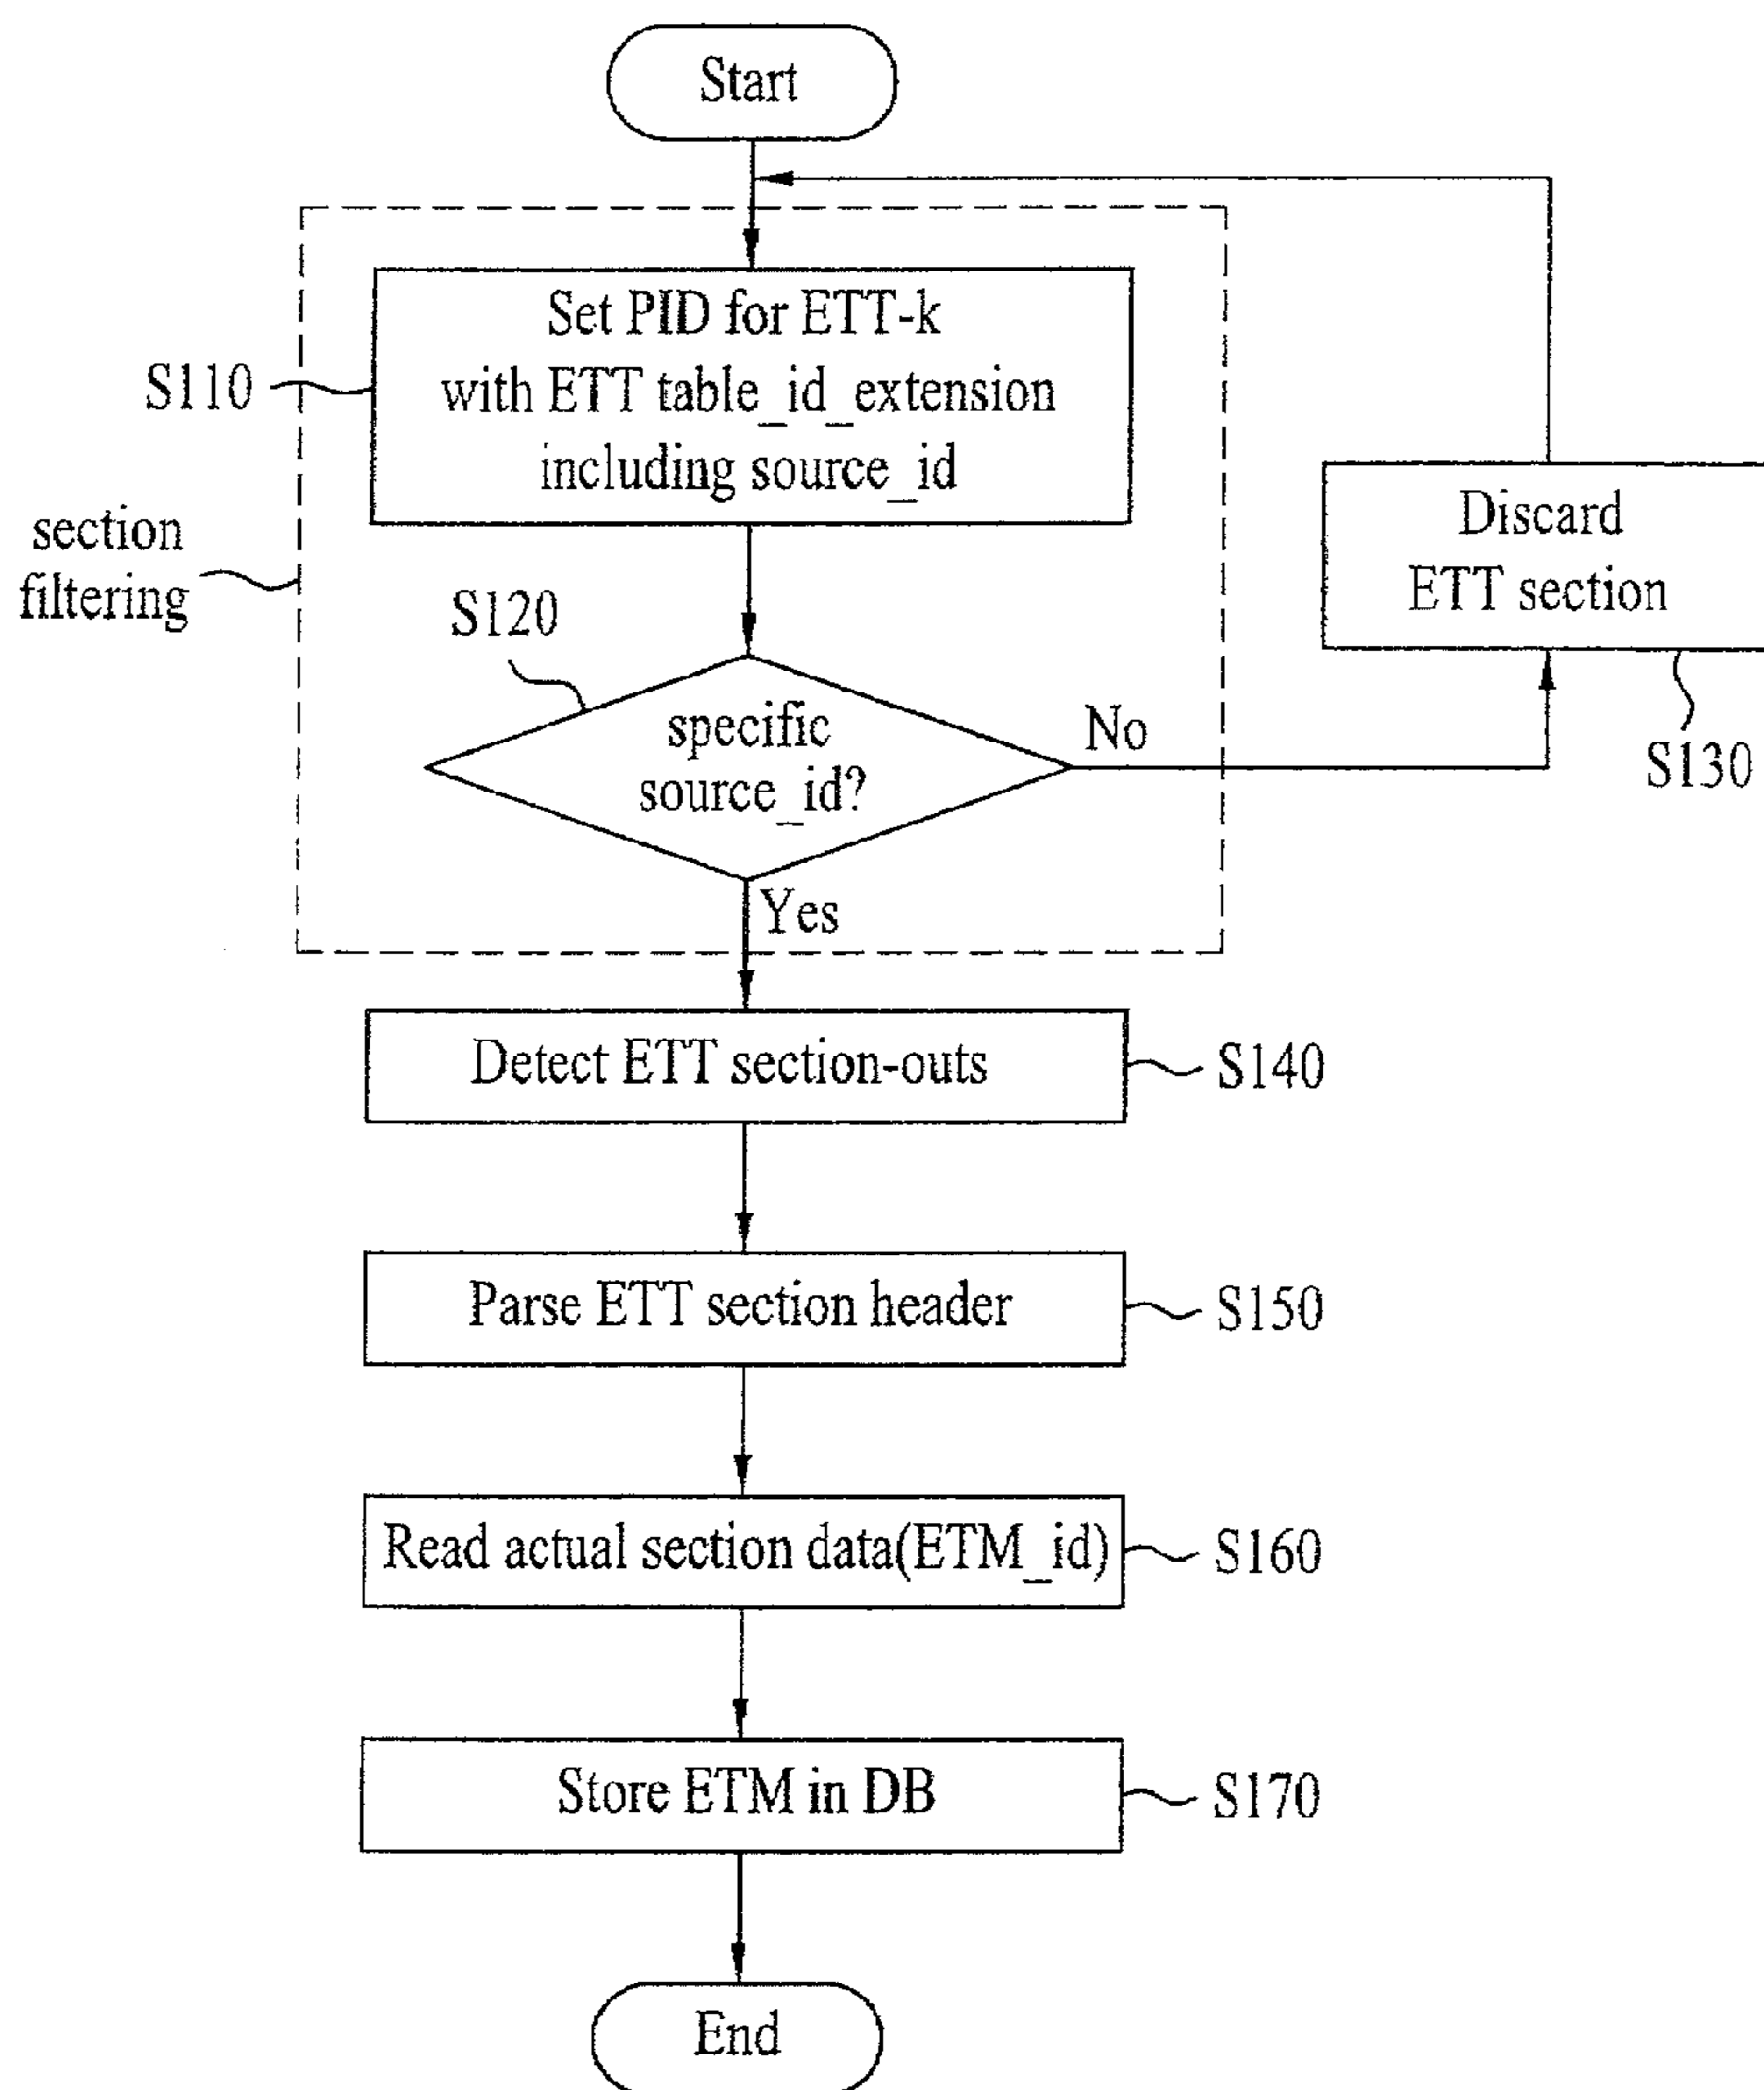 Start
Set PID for ETT-k
with ETT table_id_extension
including source_id
S110
section
filtering
Discard
ETT section
S120
specific
source_id?
No
S130
Yes
Detect ETT section-outs
S140
Parse ETT section header
S150
Read actual section data(ETM_id)
S160
Store ETM in DB
S170
End